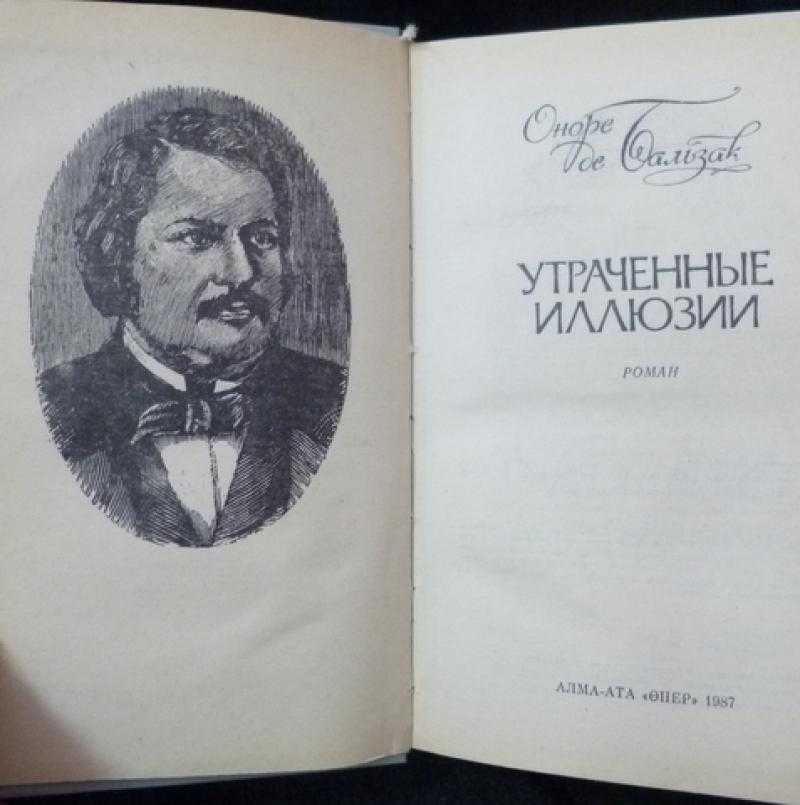 Оноре
де Бальзак
УТРАЧЕННЫЕ
ИЛЛЮЗИИ
РОМАН
АЛМА-АТА «ӨНЕР» 1987